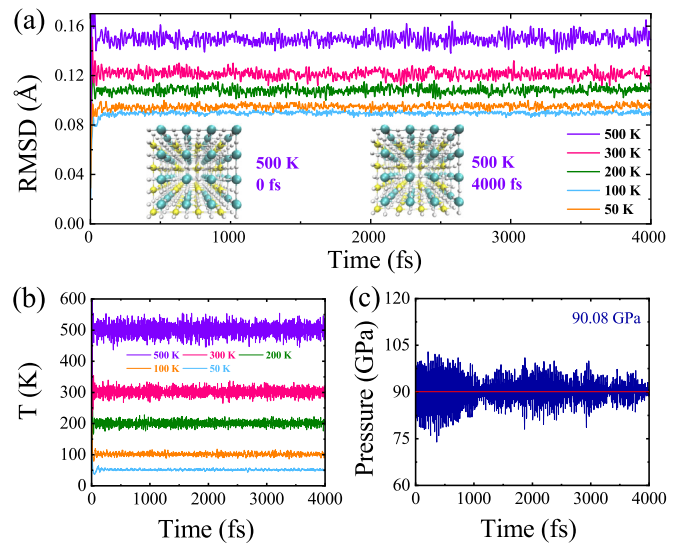 (a)
0.16
0.12
0.08
0.04
0.00
RMSD (Å)
500 K
0 fs
500 K
4000 fs
500 K
300 K
200 K
100 K
50 K
0
1000
2000
3000
4000
Time (fs)
(b)
600
500
400
300
200
100
0
T (K)
500 K 300 K 200 K
100 K 50 K
0 1000 2000 3000 4000
Time (fs)
(c)
120
105
90
75
60
Pressure (GPa)
90.08 GPa
0 1000 2000 3000 4000
Time (fs)